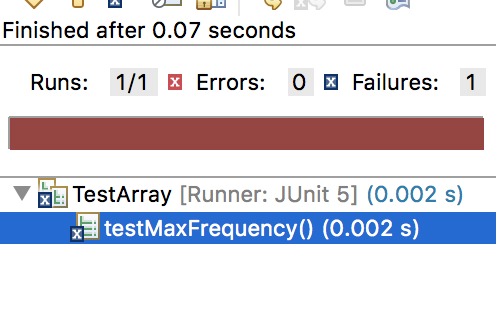 Finished after 0.07 seconds
Runs: 1/1 Errors: 0 Failures: 1
TestArray [Runner: JUnit 5] (0.002 s)
testMaxFrequency() (0.002 s)